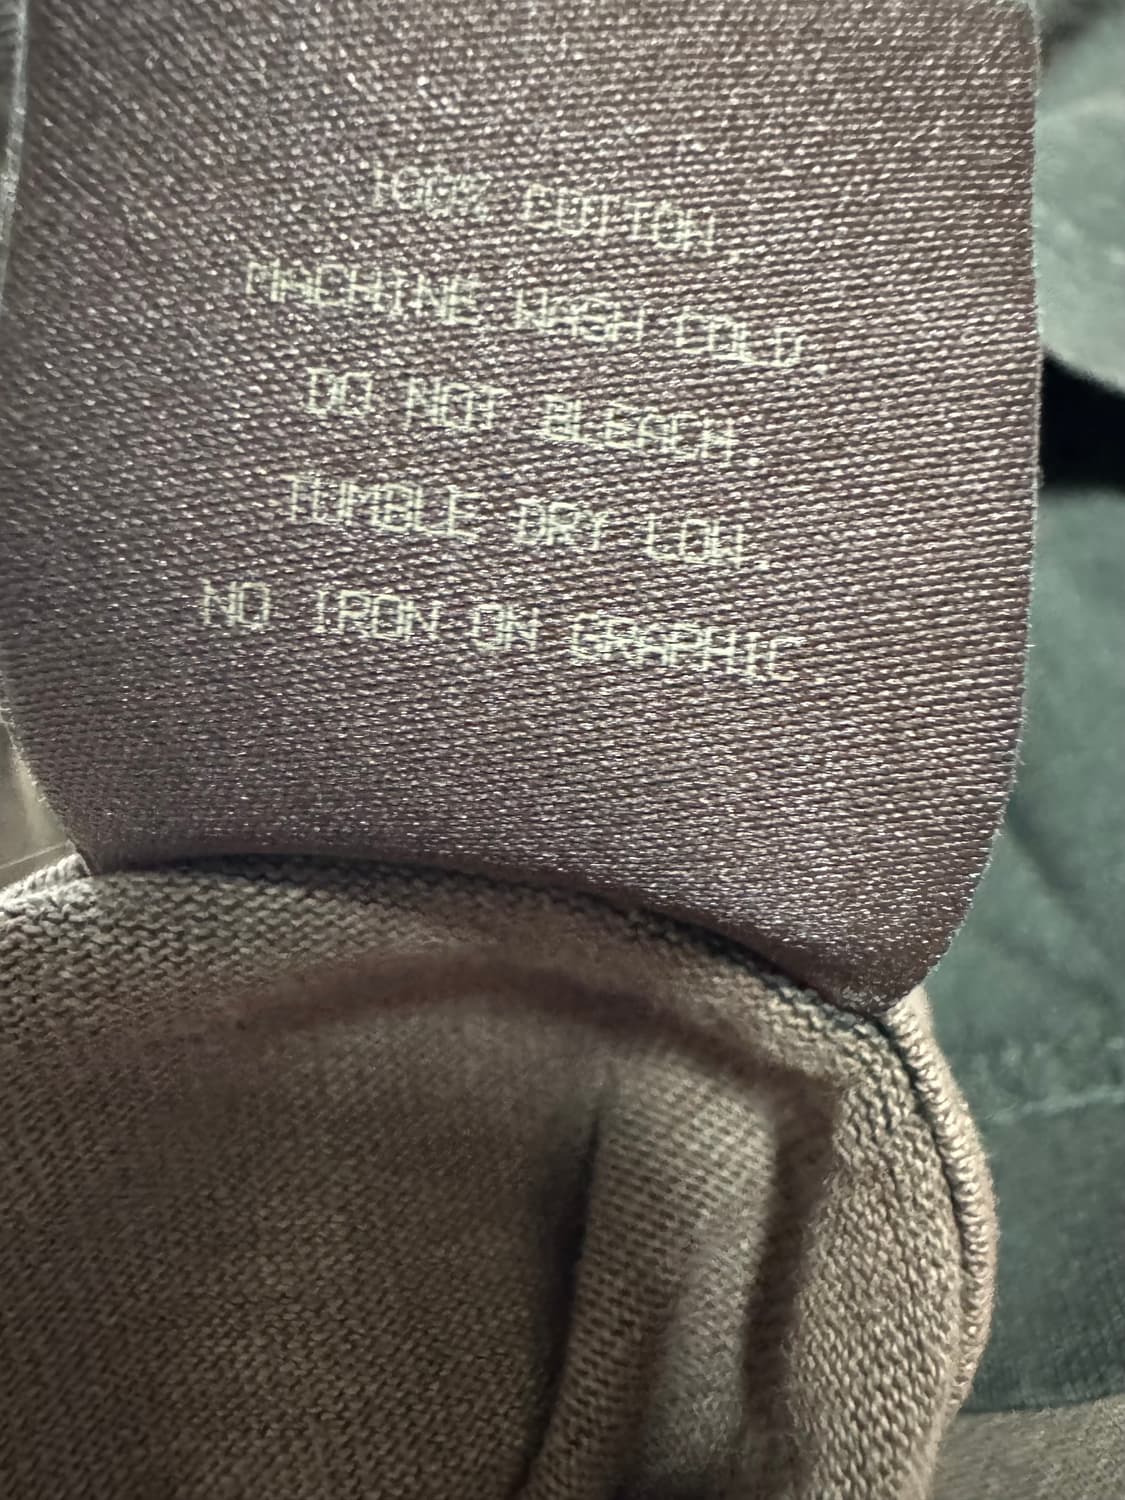 100% COTTON.
MACHINE WASH COLD
DO NOT BLEACH.
TUMBLE DRY LOW.
NO IRON ON GRAPHIC.